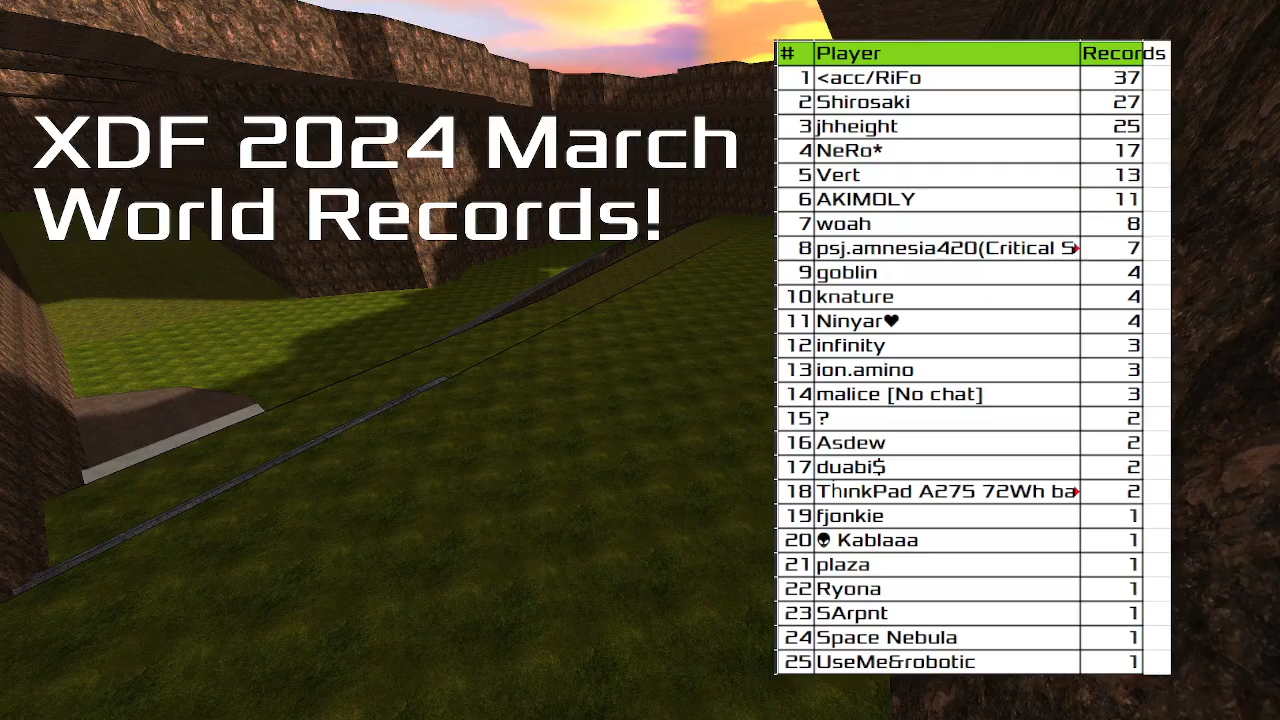 XDF 2024 March
World Records!
# Player Records
1 <acc/RiFo 37
2 Shirosaki 27
3 jhheight 25
4 NeRo* 17
5 Vert 13
6 AKIMOLY 11
7 woah 8
8 psj.amnesia420(Critical S 7
9 goblin 4
10 knature 4
11 Ninyar♥ 4
12 infinity 3
13 ion.amino 3
14 malice [No chat] 3
15 ? 2
16 Asdew 2
17 duabi$ 2
18 ThinkPad A275 72Wh ba 2
19 fjonkie 1
20 👽 Kablaaa 1
21 plaza 1
22 Ryona 1
23 SArpnt 1
24 Space Nebula 1
25 UseMe&robotic 1